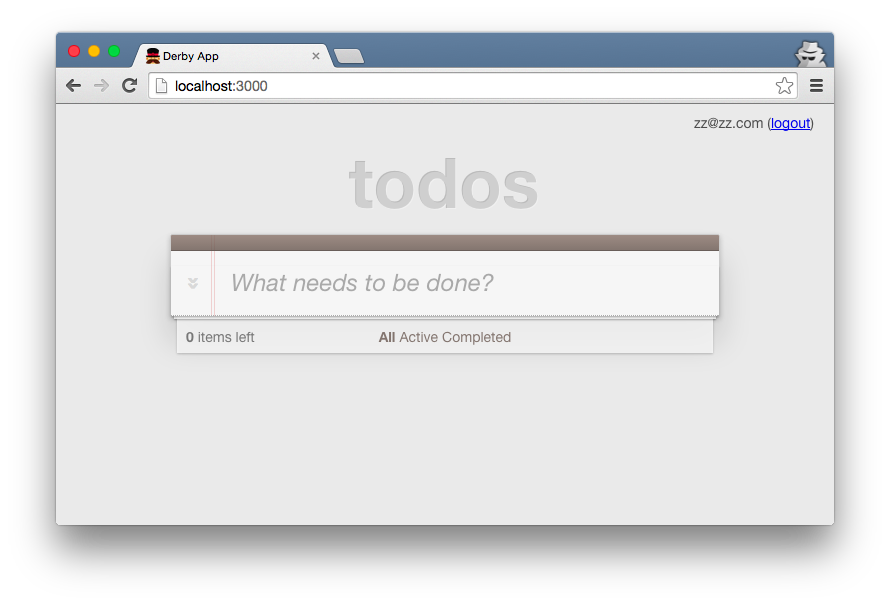 Derby App
localhost:3000
zz@zz.com (logout)
todos
What needs to be done?
0 items left All Active Completed